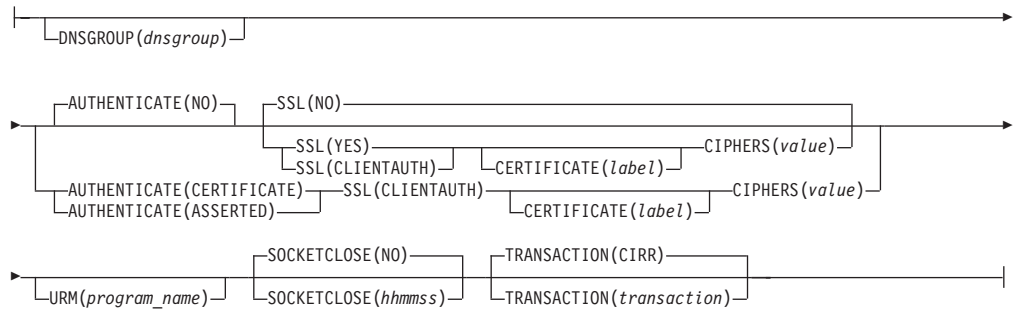 DNSGROUP(dnsgroup)
AUTHENTICATE(NO) SSL(NO)
SSL(YES) CIPHERS(value)
SSL(CLIENTAUTH) CERTIFICATE(label)
AUTHENTICATE(CERTIFICATE) SSL(CLIENTAUTH) CIPHERS(value)
AUTHENTICATE(ASSERTED) CERTIFICATE(label)
SOCKETCLOSE(NO) TRANSACTION(CIRR)
URM(program_name) SOCKETCLOSE(hhmmss) TRANSACTION(transaction)